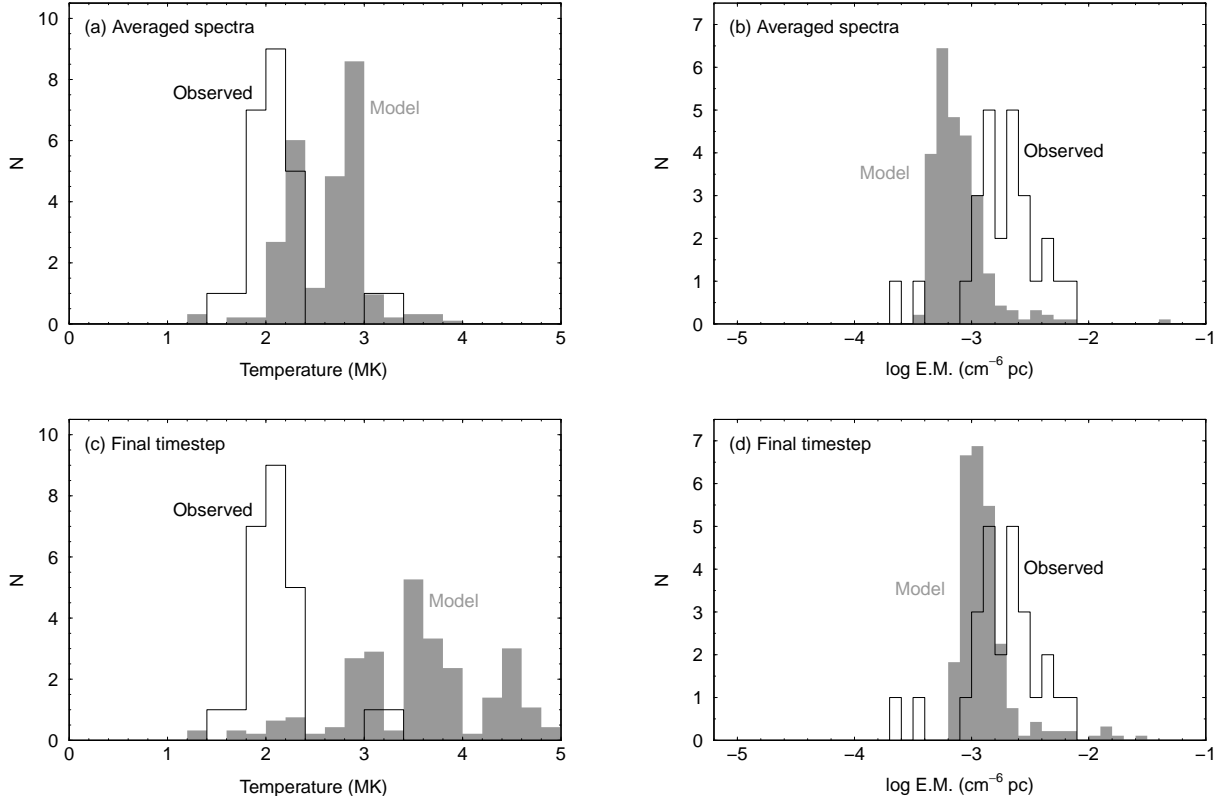 (a) Averaged spectra
Observed
Model
N
10
8
6
4
2
0
0 1 2 3 4 5
Temperature (MK)
(b) Averaged spectra
Model
Observed
N
7
6
5
4
3
2
1
0
−5 −4 −3 −2 −1
log E.M. (cm⁻⁶ pc)
(c) Final timestep
Observed
Model
N
10
8
6
4
2
0
0 1 2 3 4 5
Temperature (MK)
(d) Final timestep
Model
Observed
N
7
6
5
4
3
2
1
0
−5 −4 −3 −2 −1
log E.M. (cm⁻⁶ pc)